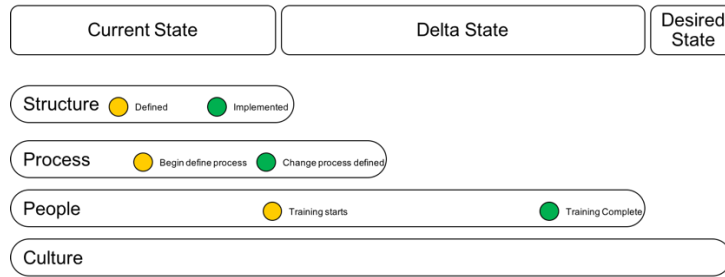 Current State
Delta State
Desired
State
Structure
Defined
Implemented
Process
Begin define process
Change process defined
People
Training starts
Training Complete
Culture